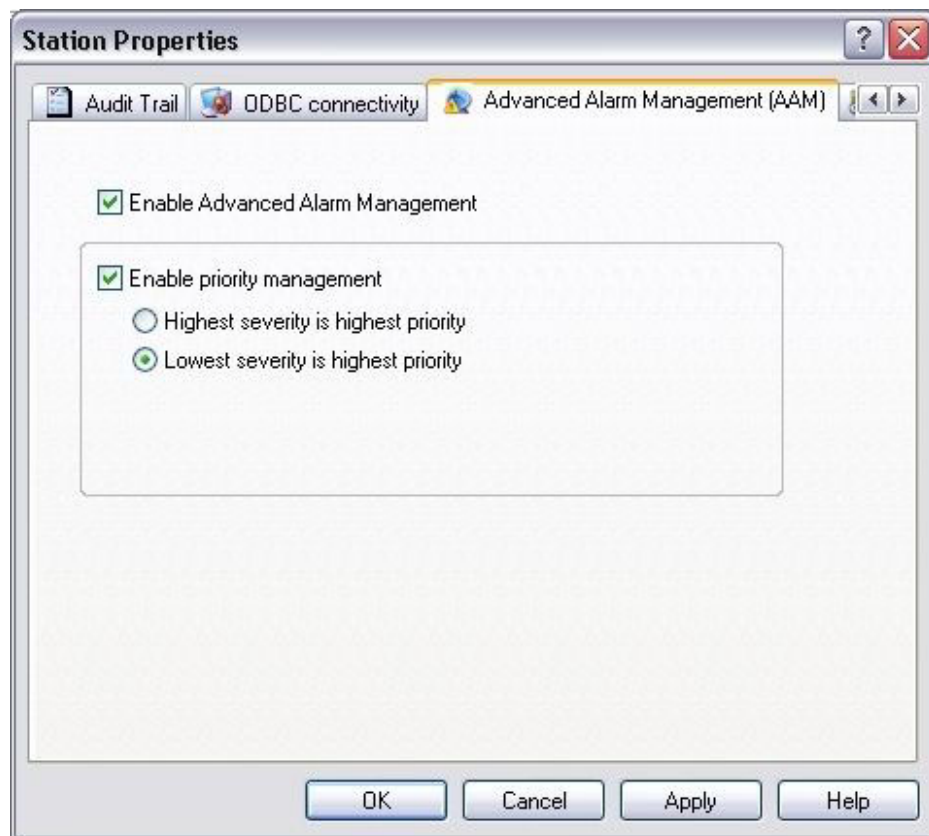 Station Properties
Audit Trail ODBC connectivity Advanced Alarm Management (AAM)
Enable Advanced Alarm Management
Enable priority management
Highest severity is highest priority
Lowest severity is highest priority
OK Cancel Apply Help